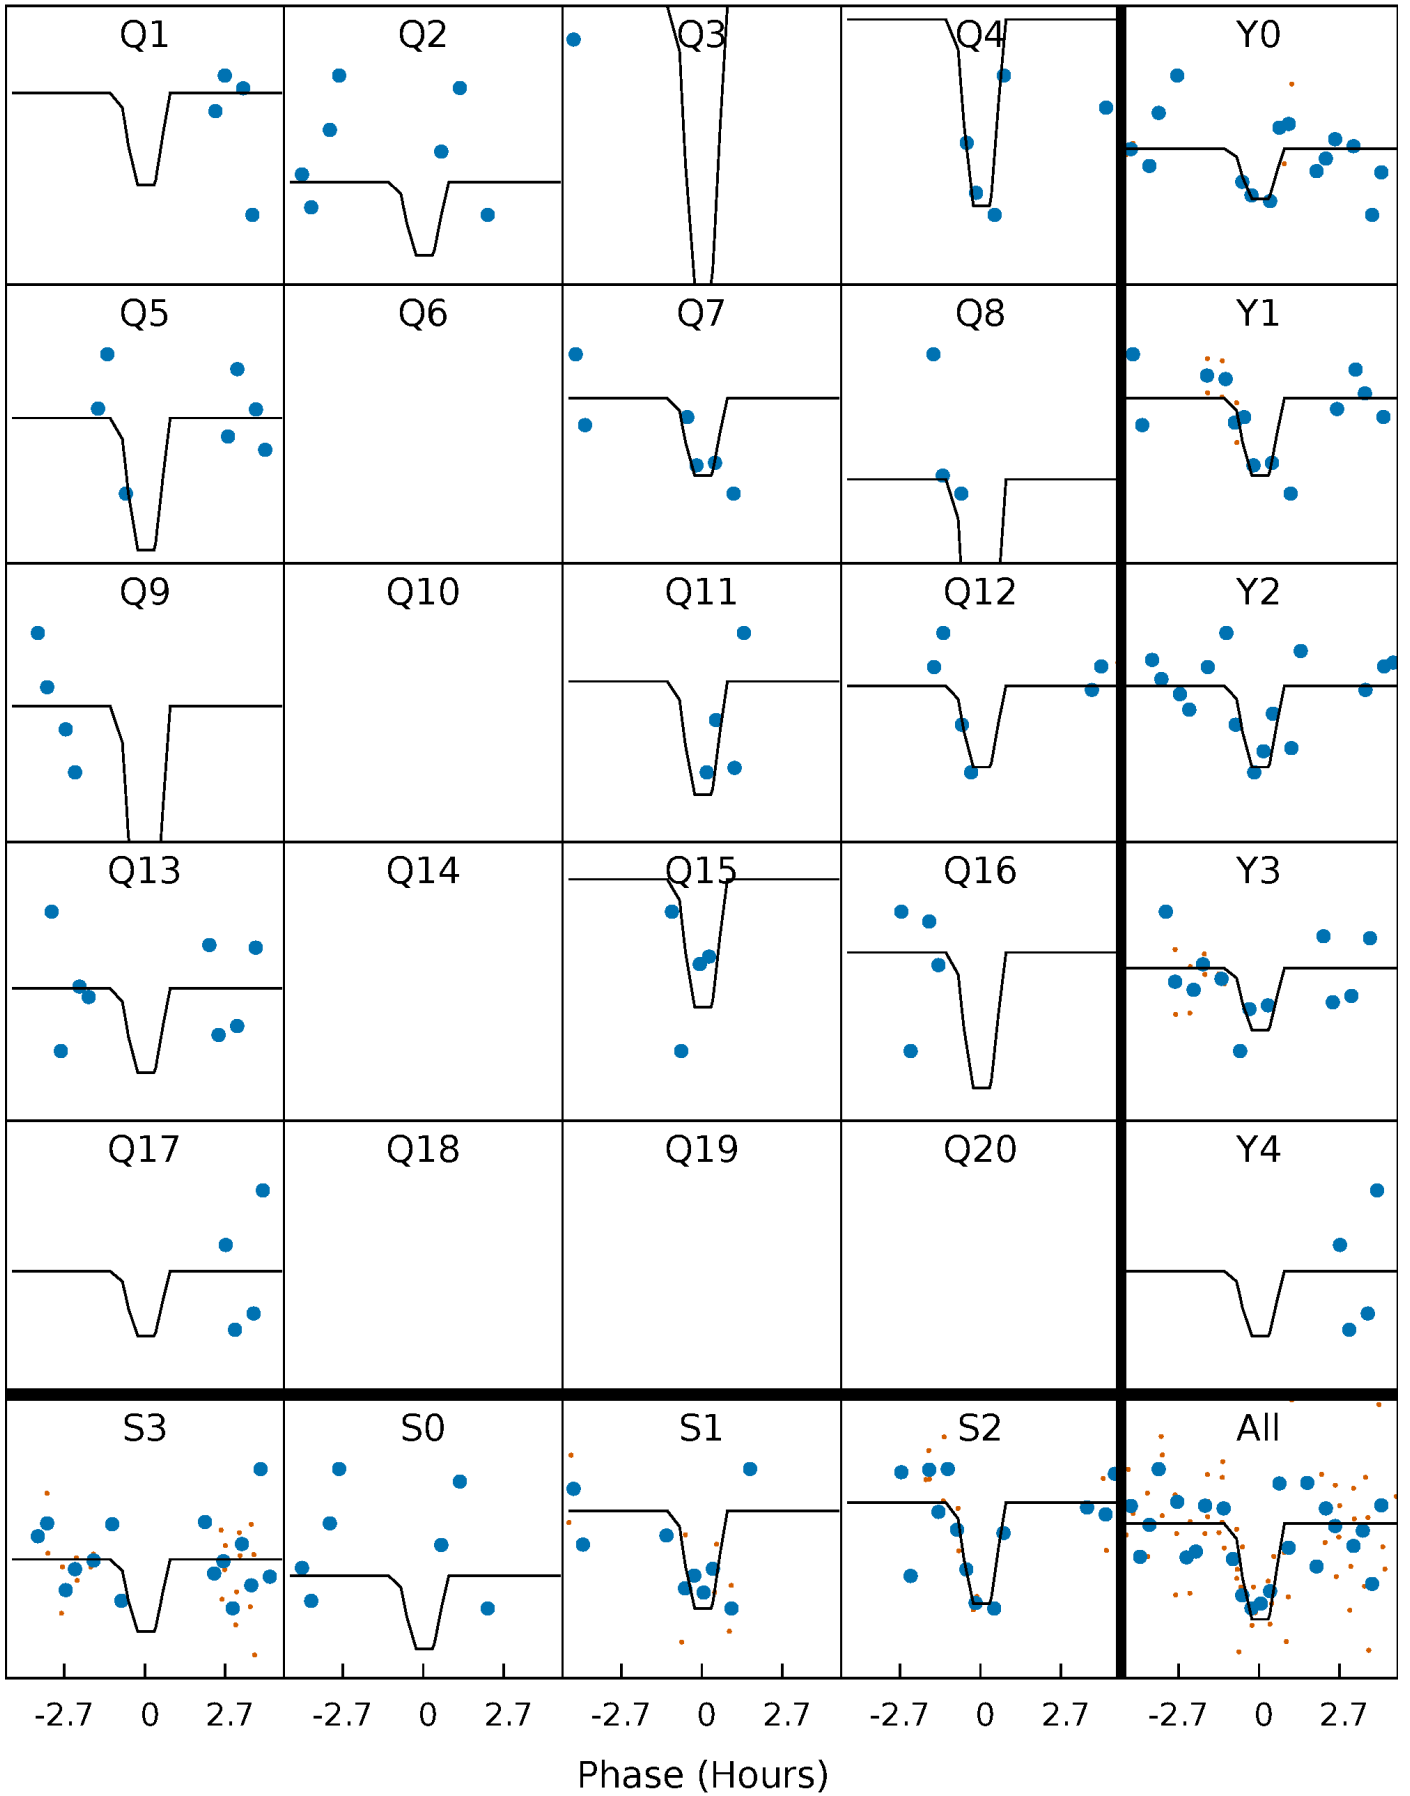 Q1 Q2 Q3 Q4 Y0
Q5 Q6 Q7 Q8 Y1
Q9 Q10 Q11 Q12 Y2
Q13 Q14 Q15 Q16 Y3
Q17 Q18 Q19 Q20 Y4
S3 S0 S1 S2 All
-2.7 0 2.7 -2.7 0 2.7 -2.7 0 2.7 -2.7 0 2.7 -2.7 0 2.7
Phase (Hours)